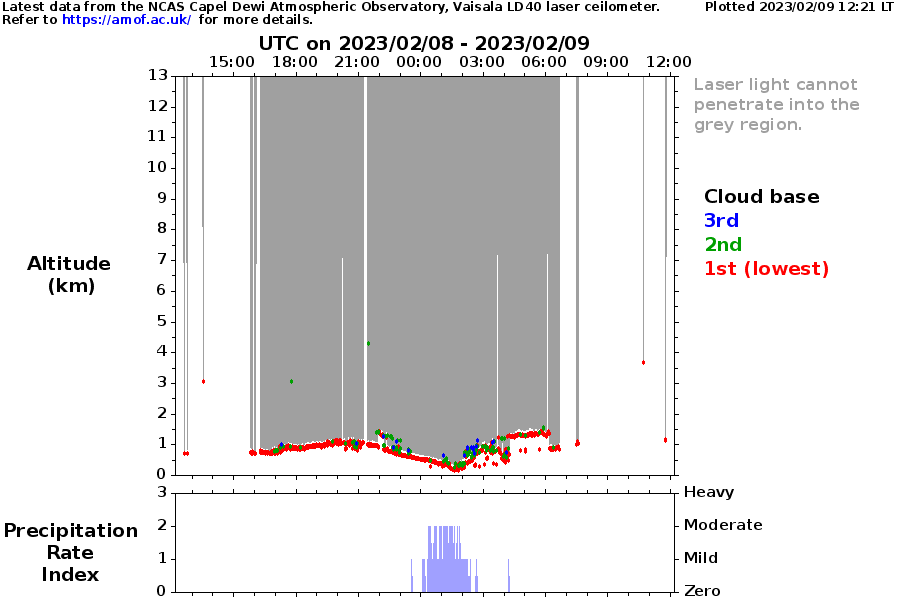 Latest data from the NCAS Capel Dewi Atmospheric Observatory, Vaisala LD40 laser ceilometer. Plotted 2023/02/09 12:21 LT
Refer to https://amof.ac.uk/ for more details.
UTC on 2023/02/08 - 2023/02/09
15:00 18:00 21:00 00:00 03:00 06:00 09:00 12:00
13
12
11
10
9
8
7
6
5
4
3
2
1
0
Altitude
(km)
Laser light cannot
penetrate into the
grey region.
Cloud base
3rd
2nd
1st (lowest)
3 Heavy
2 Moderate
1 Mild
0 Zero
Precipitation
Rate
Index